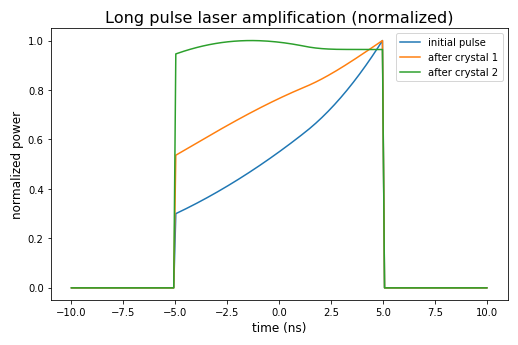 Long pulse laser amplification (normalized)
initial pulse
after crystal 1
after crystal 2
normalized power
1.0
0.8
0.6
0.4
0.2
0.0
−10.0 −7.5 −5.0 −2.5 0.0 2.5 5.0 7.5 10.0
time (ns)